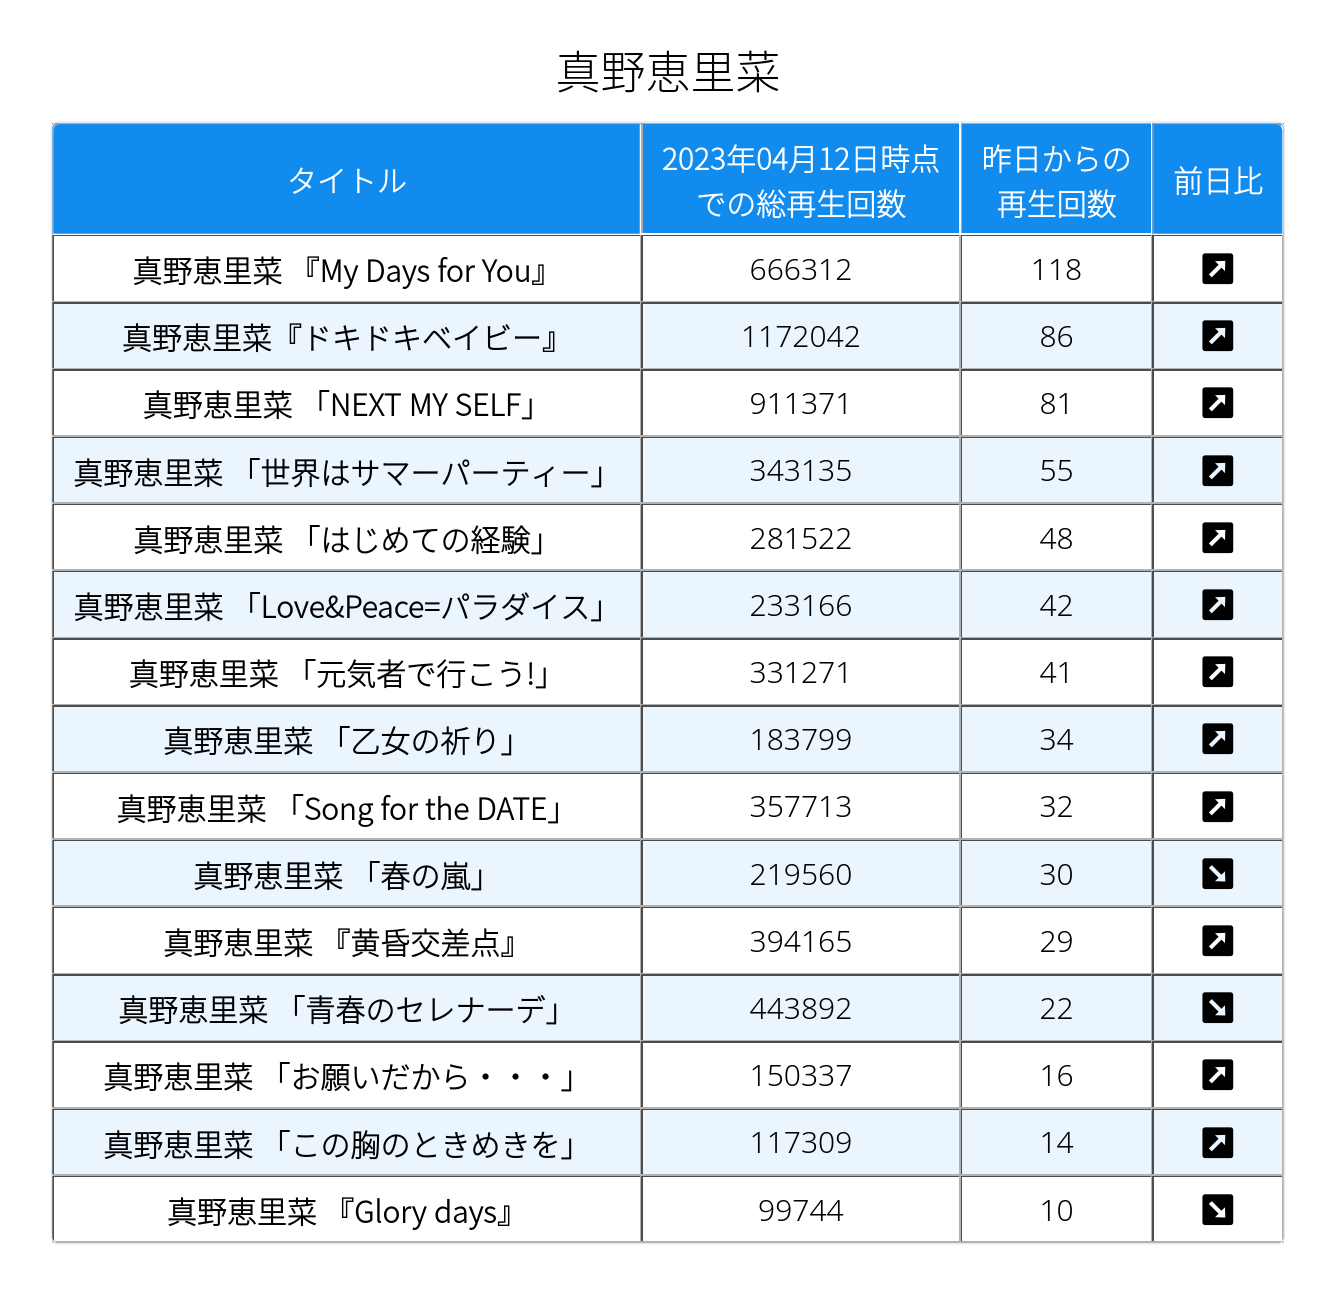 真野恵里菜
タイトル 2023年04月12日時点での総再生回数 昨日からの再生回数 前日比
真野恵里菜 『My Days for You』 666312 118 ↗
真野恵里菜『ドキドキベイビー』 1172042 86 ↗
真野恵里菜 「NEXT MY SELF」 911371 81 ↗
真野恵里菜 「世界はサマーパーティー」 343135 55 ↗
真野恵里菜 「はじめての経験」 281522 48 ↗
真野恵里菜 「Love&Peace=パラダイス」 233166 42 ↗
真野恵里菜 「元気者で行こう!」 331271 41 ↗
真野恵里菜 「乙女の祈り」 183799 34 ↗
真野恵里菜 「Song for the DATE」 357713 32 ↗
真野恵里菜 「春の嵐」 219560 30 ↘
真野恵里菜 『黄昏交差点』 394165 29 ↗
真野恵里菜 「青春のセレナーデ」 443892 22 ↘
真野恵里菜 「お願いだから・・・」 150337 16 ↗
真野恵里菜 「この胸のときめきを」 117309 14 ↗
真野恵里菜 『Glory days』 99744 10 ↘